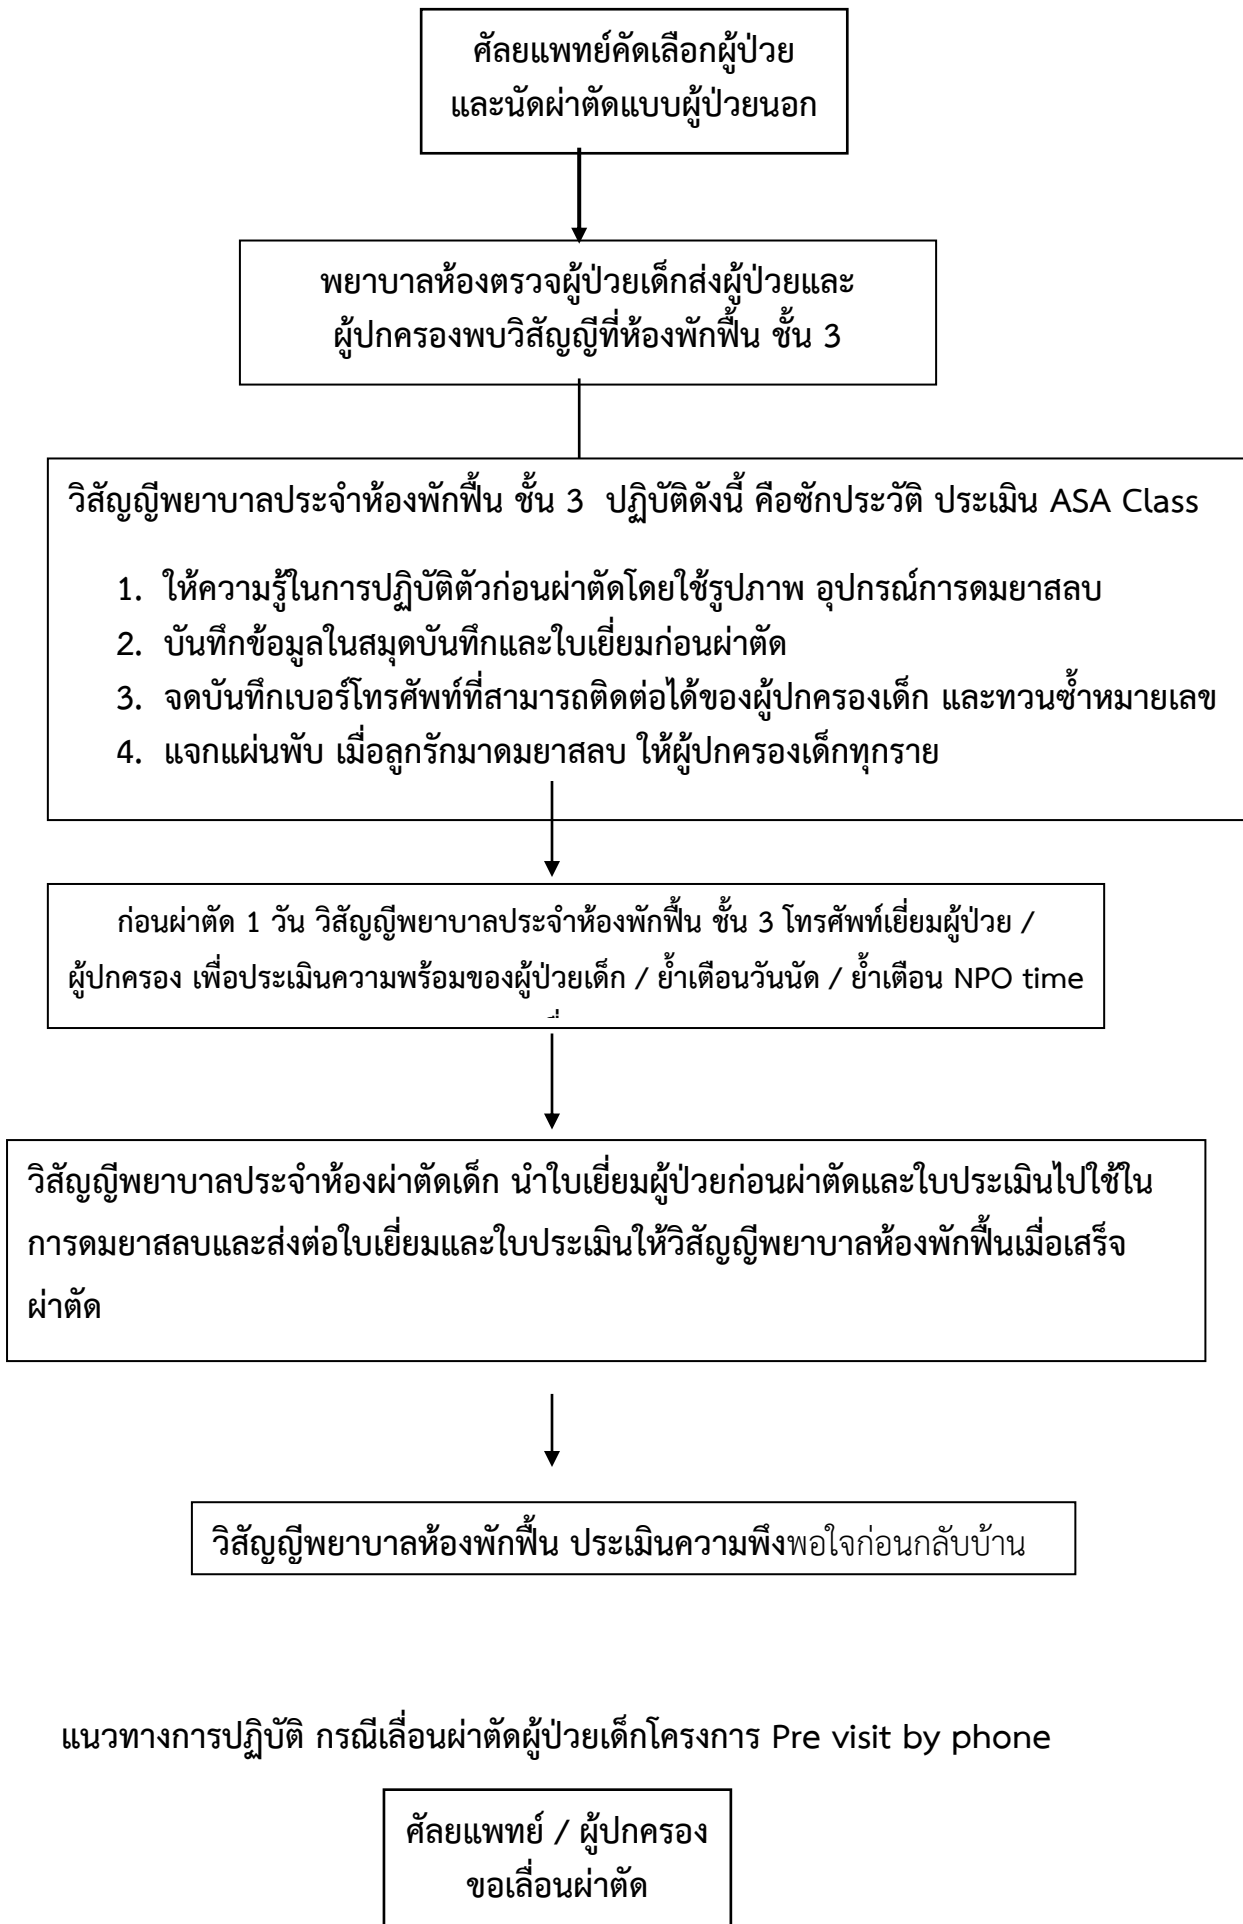 ศัลยแพทย์คัดเลือกผู้ป่วย
และนัดผ่าตัดแบบผู้ป่วยนอก
พยาบาลห้องตรวจผู้ป่วยเด็กส่งผู้ป่วยและ
ผู้ปกครองพบวิสัญญีที่ห้องพักฟื้น ชั้น 3
วิสัญญีพยาบาลประจำห้องพักฟื้น ชั้น 3 ปฏิบัติดังนี้ คือซักประวัติ ประเมิน ASA Class
1. ให้ความรู้ในการปฏิบัติตัวก่อนผ่าตัดโดยใช้รูปภาพ อุปกรณ์การดมยาสลบ
2. บันทึกข้อมูลในสมุดบันทึกและใบเยี่ยมก่อนผ่าตัด
3. จดบันทึกเบอร์โทรศัพท์ที่สามารถติดต่อได้ของผู้ปกครองเด็ก และทวนซ้ำหมายเลข
4. แจกแผ่นพับ เมื่อลูกรักมาดมยาสลบ ให้ผู้ปกครองเด็กทุกราย
ก่อนผ่าตัด 1 วัน วิสัญญีพยาบาลประจำห้องพักฟื้น ชั้น 3 โทรศัพท์เยี่ยมผู้ป่วย /
ผู้ปกครอง เพื่อประเมินความพร้อมของผู้ป่วยเด็ก / ย้ำเตือนวันนัด / ย้ำเตือน NPO time
วิสัญญีพยาบาลประจำห้องผ่าตัดเด็ก นำใบเยี่ยมผู้ป่วยก่อนผ่าตัดและใบประเมินไปใช้ใน
การดมยาสลบและส่งต่อใบเยี่ยมและใบประเมินให้วิสัญญีพยาบาลห้องพักฟื้นเมื่อเสร็จ
ผ่าตัด
วิสัญญีพยาบาลห้องพักฟื้น ประเมินความพึงพอใจก่อนกลับบ้าน
แนวทางการปฏิบัติ กรณีเลื่อนผ่าตัดผู้ป่วยเด็กโครงการ Pre visit by phone
ศัลยแพทย์ / ผู้ปกครอง
ขอเลื่อนผ่าตัด